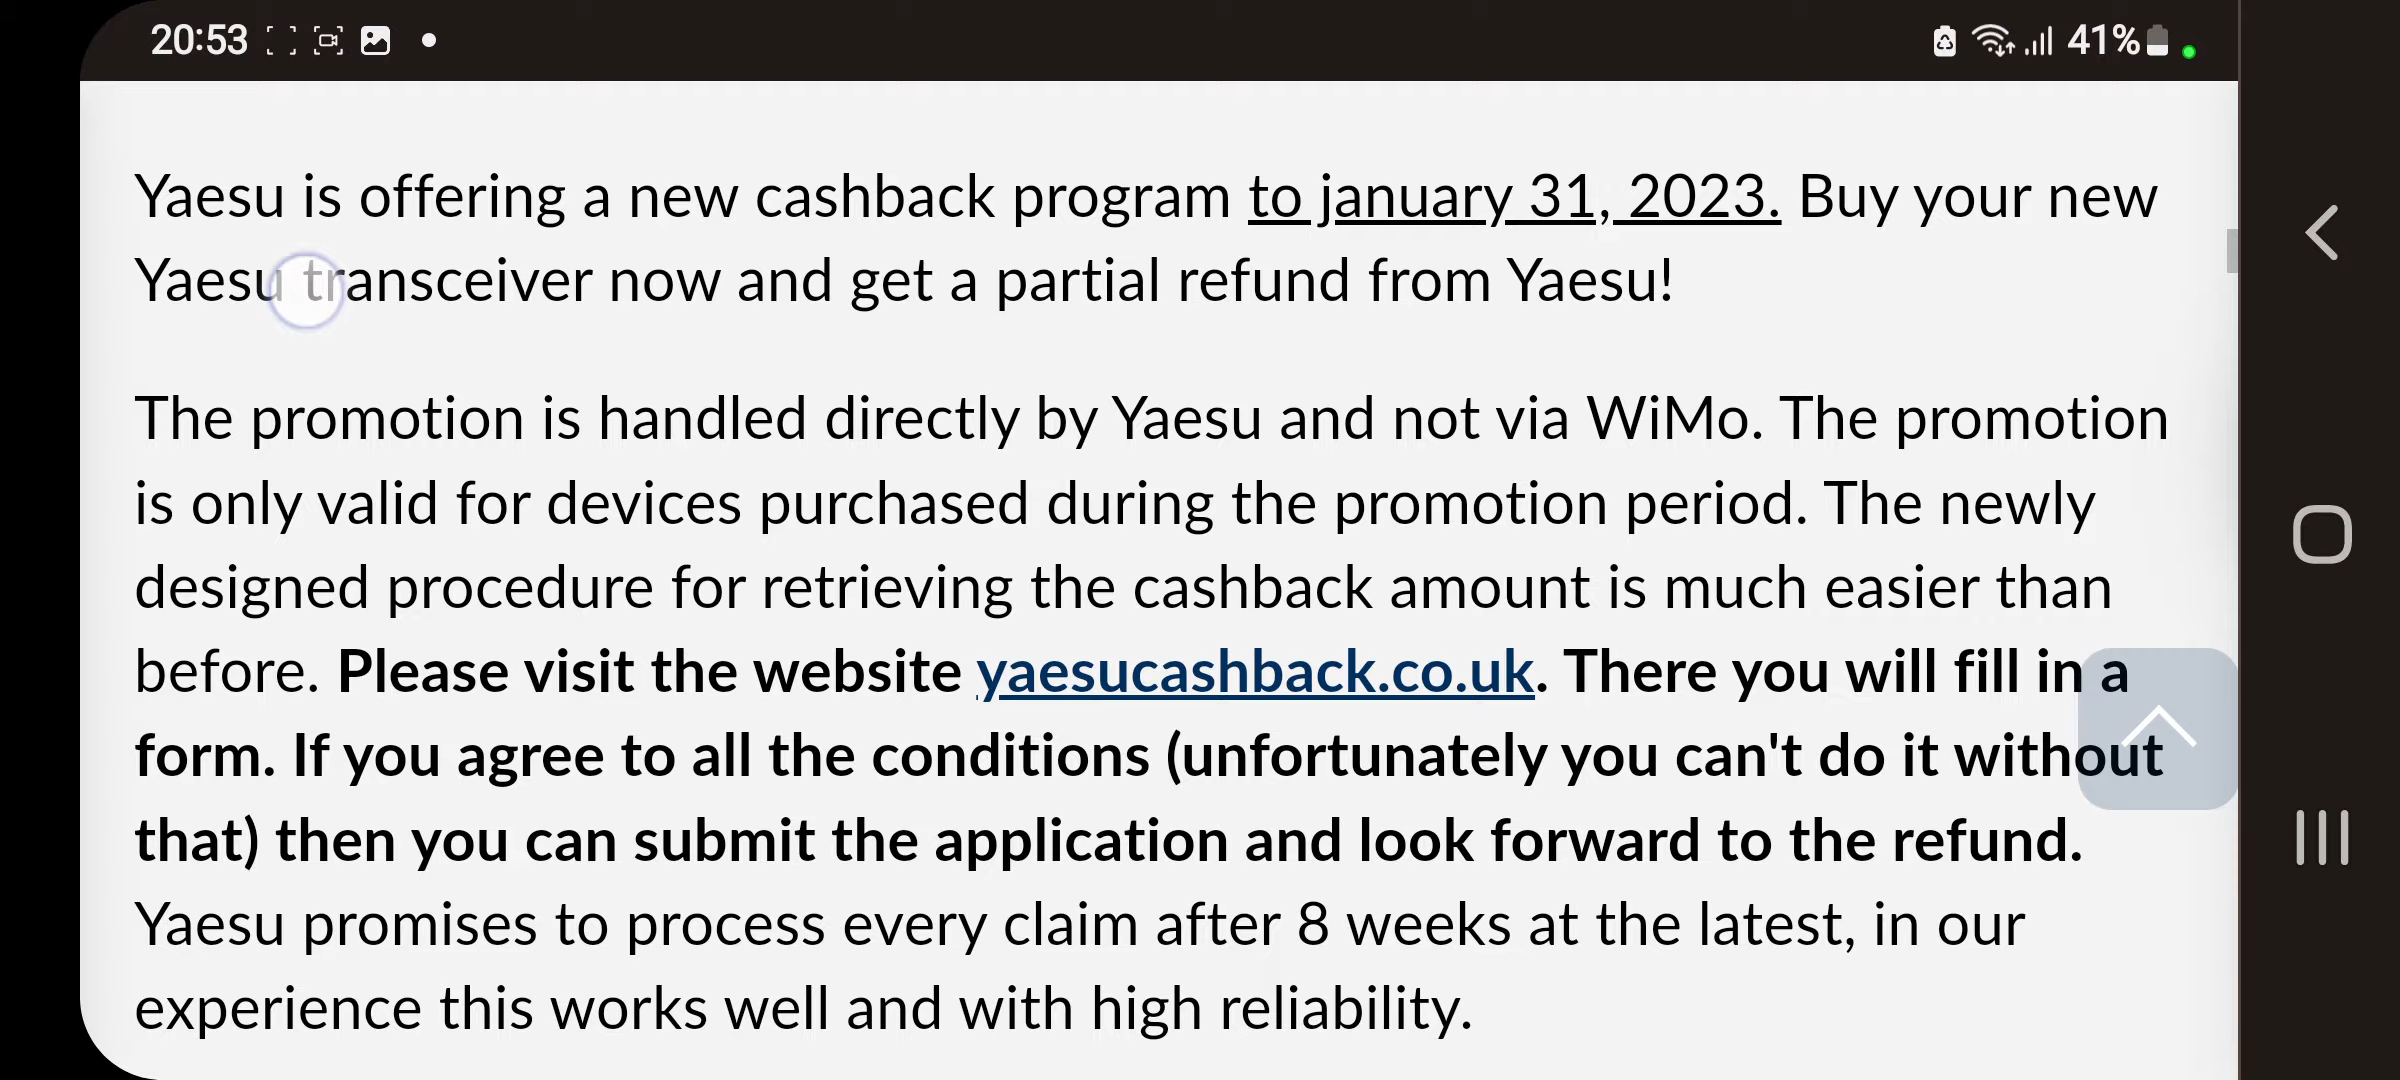 20:53
41%
Yaesu is offering a new cashback program to january 31, 2023. Buy your new
Yaesu transceiver now and get a partial refund from Yaesu!
The promotion is handled directly by Yaesu and not via WiMo. The promotion
is only valid for devices purchased during the promotion period. The newly
designed procedure for retrieving the cashback amount is much easier than
before. Please visit the website yaesucashback.co.uk. There you will fill in a
form. If you agree to all the conditions (unfortunately you can't do it without
that) then you can submit the application and look forward to the refund.
Yaesu promises to process every claim after 8 weeks at the latest, in our
experience this works well and with high reliability.